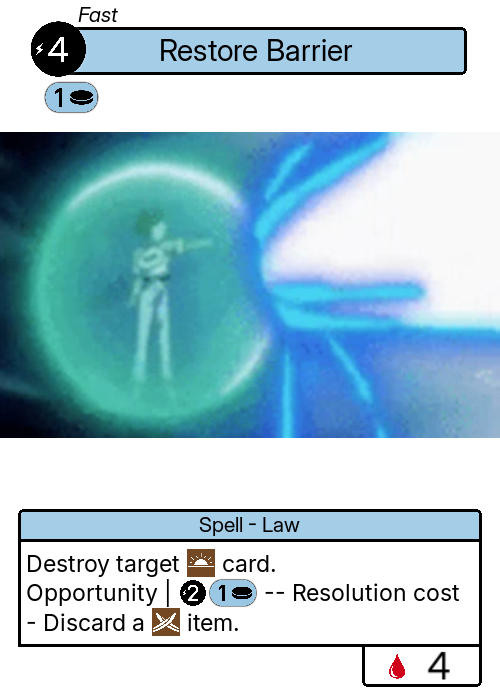 Fast
4 Restore Barrier
1
Spell - Law
Destroy target card.
Opportunity | 2 1 -- Resolution cost
- Discard a item.
4